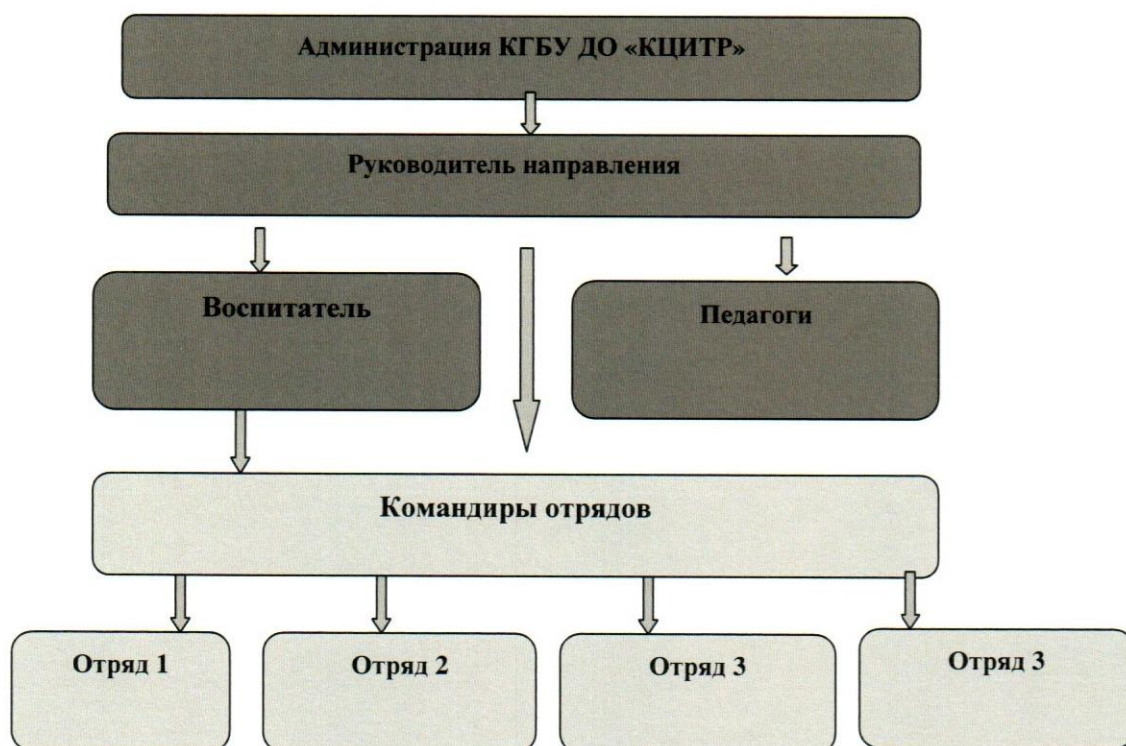 Администрация КГБУ ДО «КЦИТР»
Руководитель направления
Воспитатель
Педагоги
Командиры отрядов
Отряд 1
Отряд 2
Отряд 3
Отряд 3